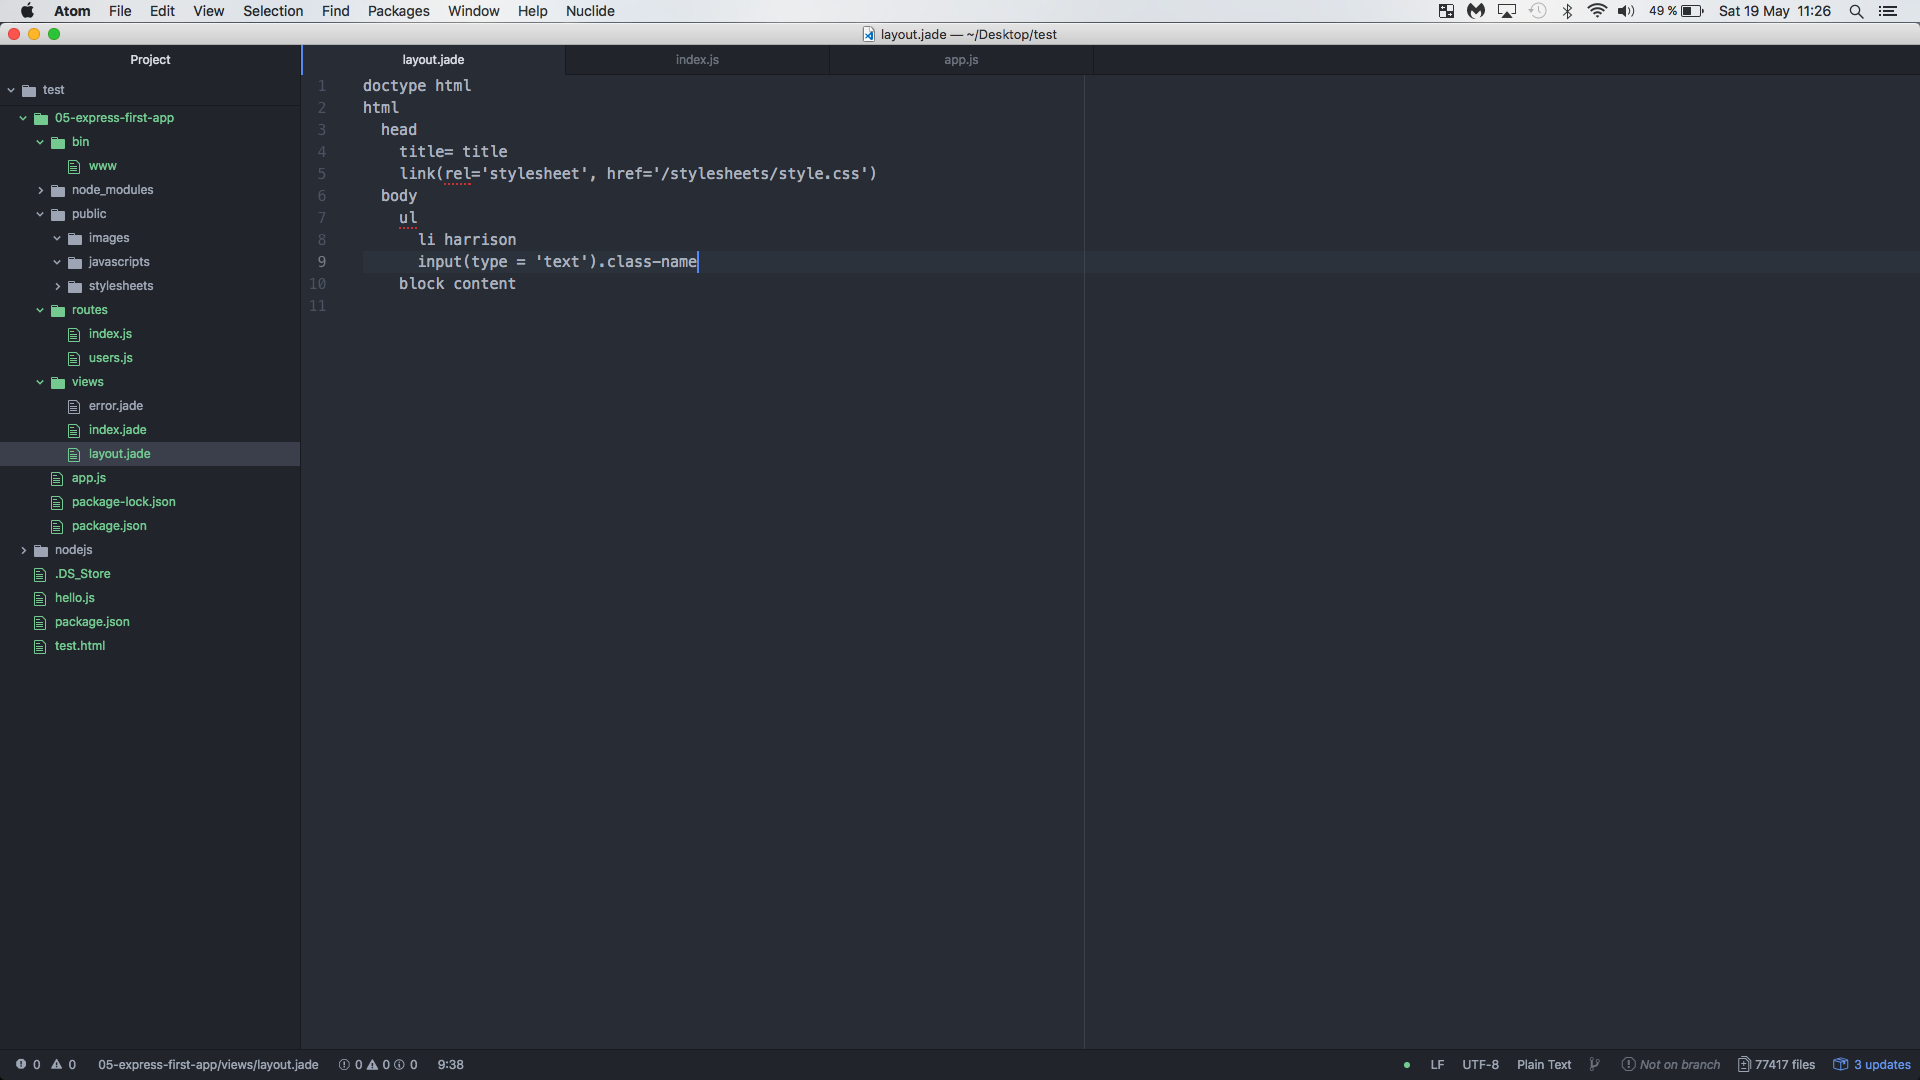 Atom File Edit View Selection Find Packages Window Help Nuclide 49 % Sat 19 May 11:26
layout.jade — ~/Desktop/test
Project
layout.jade index.js app.js
test
05-express-first-app
bin
www
node_modules
public
images
javascripts
stylesheets
routes
index.js
users.js
views
error.jade
index.jade
layout.jade
app.js
package-lock.json
package.json
nodejs
.DS_Store
hello.js
package.json
test.html
1 doctype html
2 html
3 head
4 title= title
5 link(rel='stylesheet', href='/stylesheets/style.css')
6 body
7 ul
8 li harrison
9 input(type = 'text').class-name
10 block content
11
0 0 05-express-first-app/views/layout.jade 0 0 0 9:38 LF UTF-8 Plain Text Not on branch 77417 files 3 updates